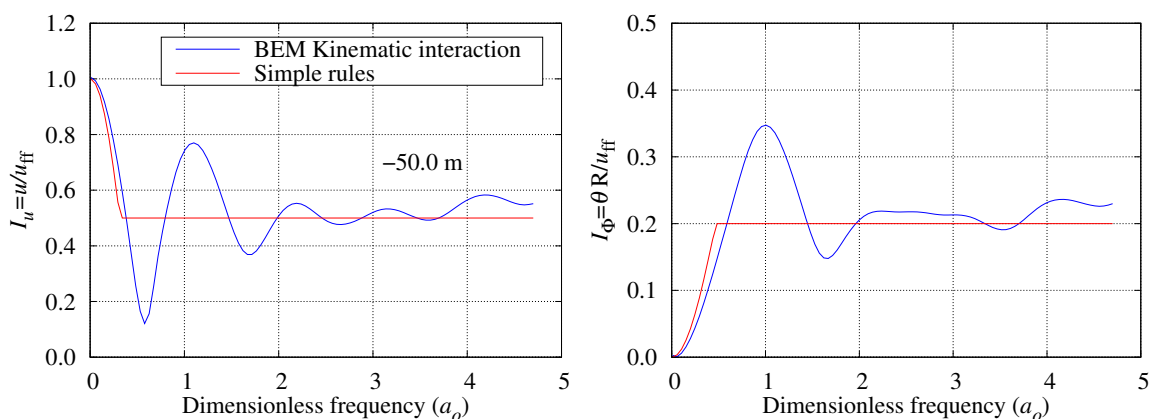 1.2
1.0
0.8
0.6
0.4
0.2
0.0
I_u=u/u_ff
BEM Kinematic interaction
Simple rules
−50.0 m
0 1 2 3 4 5
Dimensionless frequency (a_o)
0.5
0.4
0.3
0.2
0.1
0.0
I_Φ=θ R/u_ff
0 1 2 3 4 5
Dimensionless frequency (a_o)